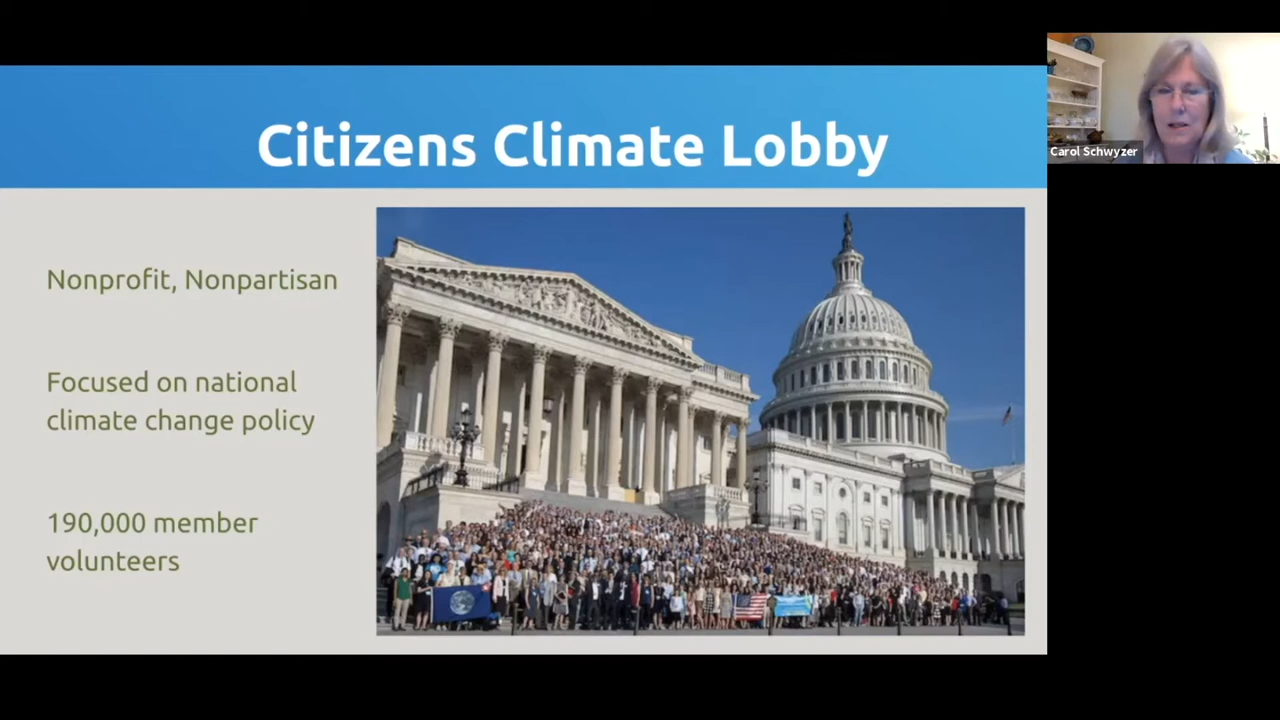 Citizens Climate Lobby
Carol Schwyzer
Nonprofit, Nonpartisan
Focused on national
climate change policy
190,000 member
volunteers